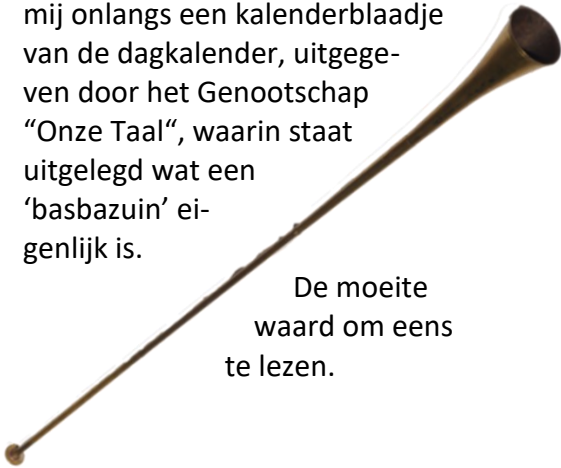 mij onlangs een kalenderblaadje
van de dagkalender, uitgege-
ven door het Genootschap
“Onze Taal“, waarin staat
uitgelegd wat een
‘basbazuin’ ei-
genlijk is.
De moeite
waard om eens
te lezen.